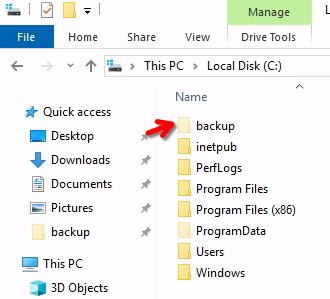 Manage
L
File
Home
Share
View
Drive Tools
This PC
Local Disk (C:)
Name
Quick access
Desktop
Downloads
Documents
Pictures
backup
This PC
3D Objects
backup
inetpub
PerfLogs
Program Files
Program Files (x86)
ProgramData
Users
Windows